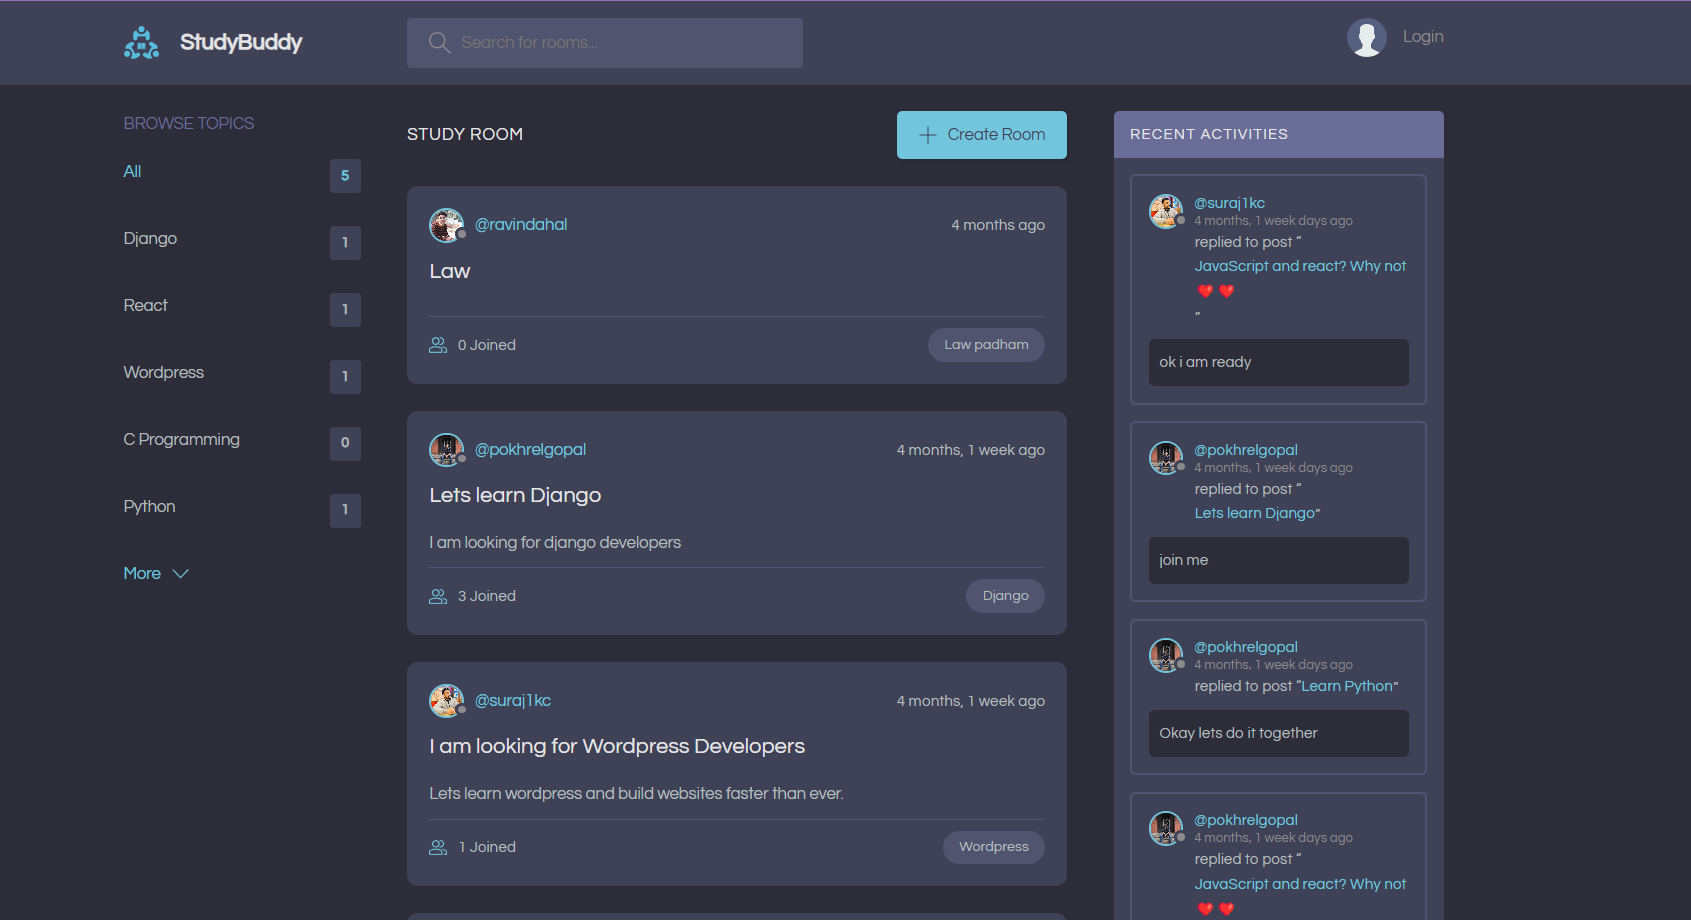 StudyBuddy
Search for rooms...
Login
BROWSE TOPICS
All
5
Django
1
React
1
Wordpress
1
C Programming
0
Python
1
More
STUDY ROOM
Create Room
@ravindahal
4 months ago
Law
0 Joined
Law padham
@pokhrelgopal
4 months, 1 week ago
Lets learn Django
I am looking for django developers
3 Joined
Django
@suraj1kc
4 months, 1 week ago
I am looking for Wordpress Developers
Lets learn wordpress and build websites faster than ever.
1 Joined
Wordpress
RECENT ACTIVITIES
@suraj1kc
4 months, 1 week days ago
replied to post “
JavaScript and react? Why not
❤️ ❤️
”
ok i am ready
@pokhrelgopal
4 months, 1 week days ago
replied to post “
Lets learn Django”
join me
@pokhrelgopal
4 months, 1 week days ago
replied to post “Learn Python”
Okay lets do it together
@pokhrelgopal
4 months, 1 week days ago
replied to post “
JavaScript and react? Why not
❤️ ❤️